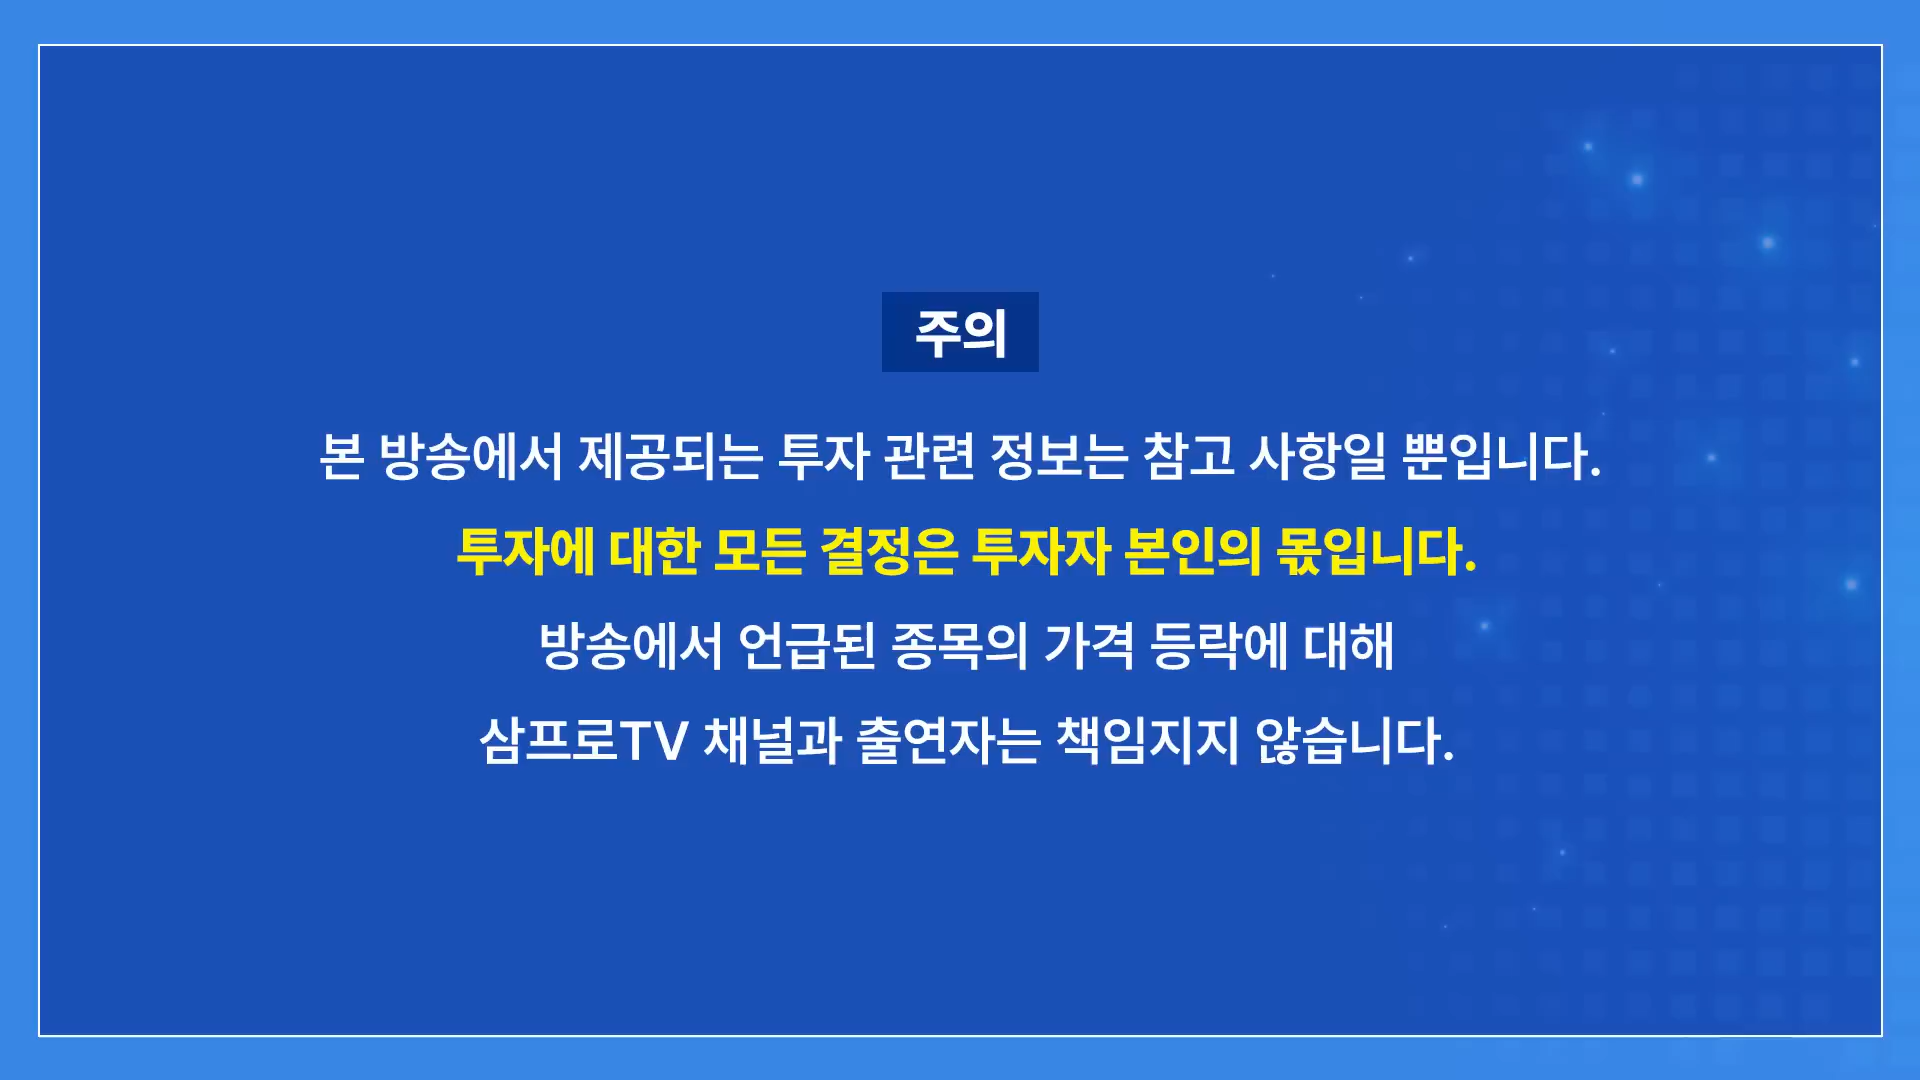 주의
본 방송에서 제공되는 투자 관련 정보는 참고 사항일 뿐입니다.
투자에 대한 모든 결정은 투자자 본인의 몫입니다.
방송에서 언급된 종목의 가격 등락에 대해
삼프로TV 채널과 출연자는 책임지지 않습니다.